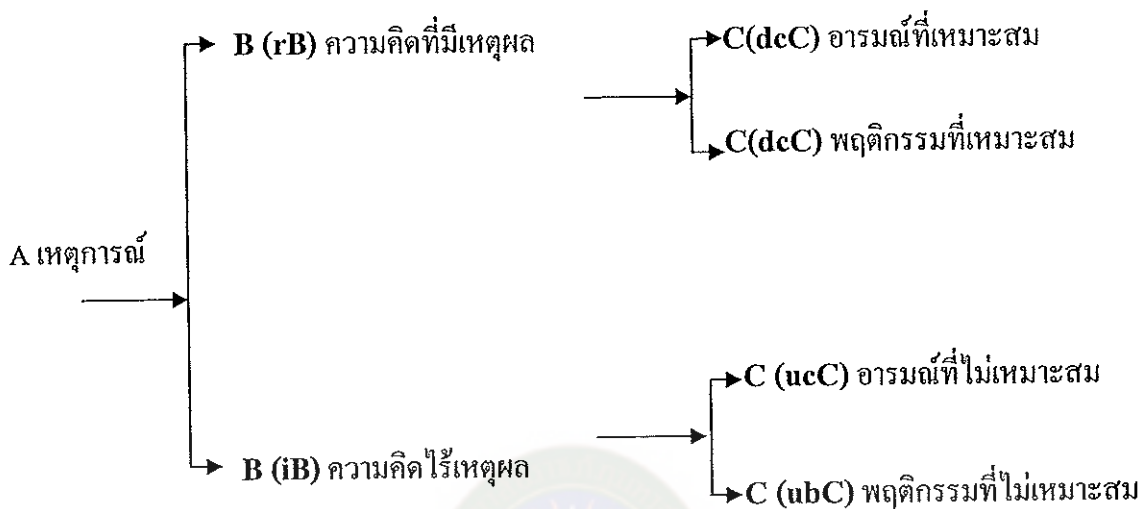 B (rB) ความคิดที่มีเหตุผล
C(dcC) อารมณ์ที่เหมาะสม
C(dcC) พฤติกรรมที่เหมาะสม
A เหตุการณ์
C (ucC) อารมณ์ที่ไม่เหมาะสม
B (iB) ความคิดไร้เหตุผล
C (ubC) พฤติกรรมที่ไม่เหมาะสม